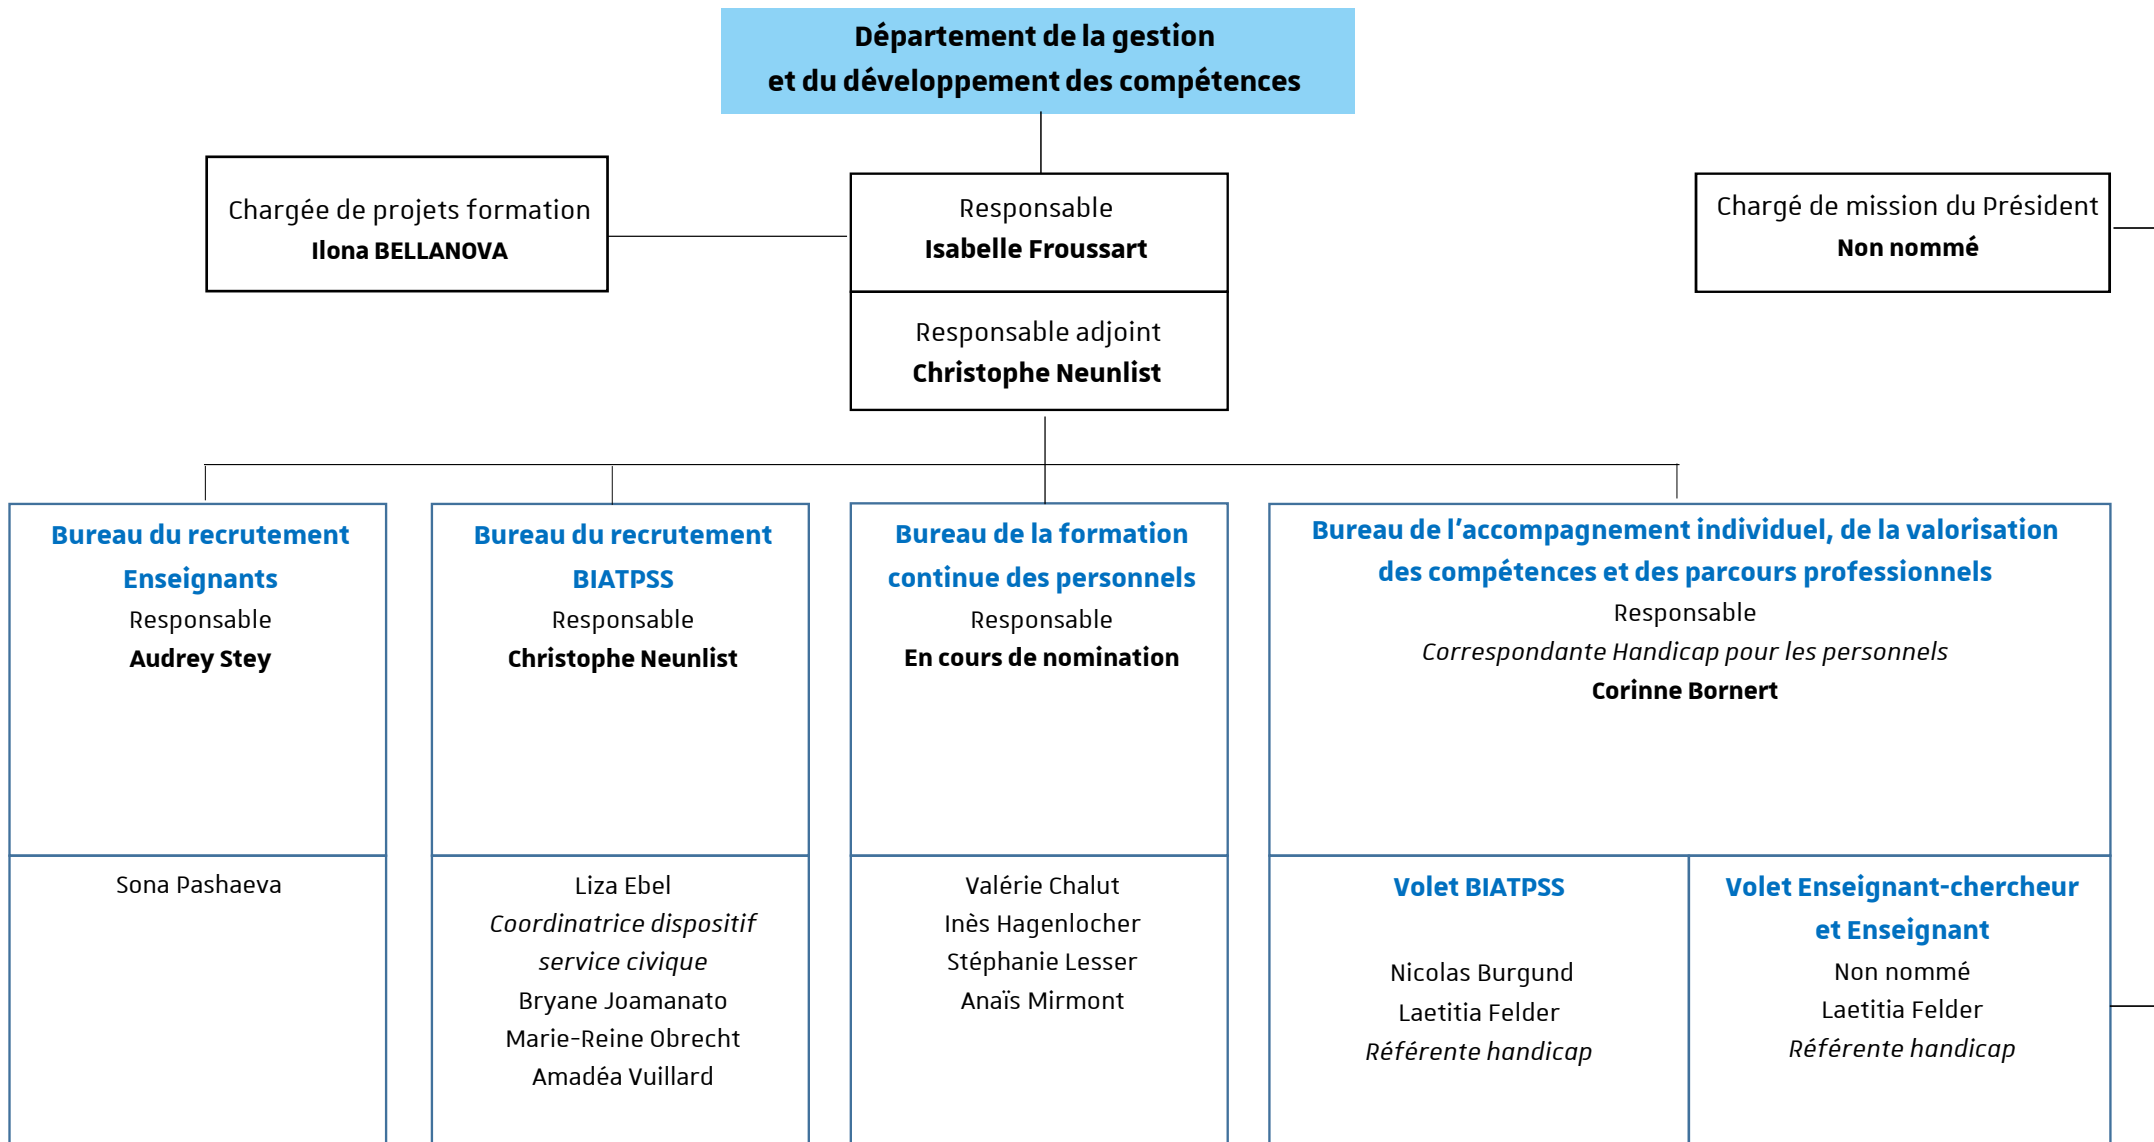 Département de la gestion
et du développement des compétences
Chargée de projets formation
Ilona BELLANOVA
Responsable
Isabelle Froussart
Chargé de mission du Président
Non nommé
Responsable adjoint
Christophe Neunlist
Bureau du recrutement
Enseignants
Responsable
Audrey Stey
Sona Pashaeva
Bureau du recrutement
BIATPSS
Responsable
Christophe Neunlist
Liza Ebel
Coordinatrice dispositif
service civique
Bryane Joamanato
Marie-Reine Obrecht
Amadéa Vuillard
Bureau de la formation
continue des personnels
Responsable
En cours de nomination
Valérie Chalut
Inès Hagenlocher
Stéphanie Lesser
Anaïs Mirmont
Bureau de l'accompagnement individuel, de la valorisation
des compétences et des parcours professionnels
Responsable
Correspondante Handicap pour les personnels
Corinne Bornert
Volet BIATPSS
Nicolas Burgund
Laetitia Felder
Référente handicap
Volet Enseignant-chercheur
et Enseignant
Non nommé
Laetitia Felder
Référente handicap